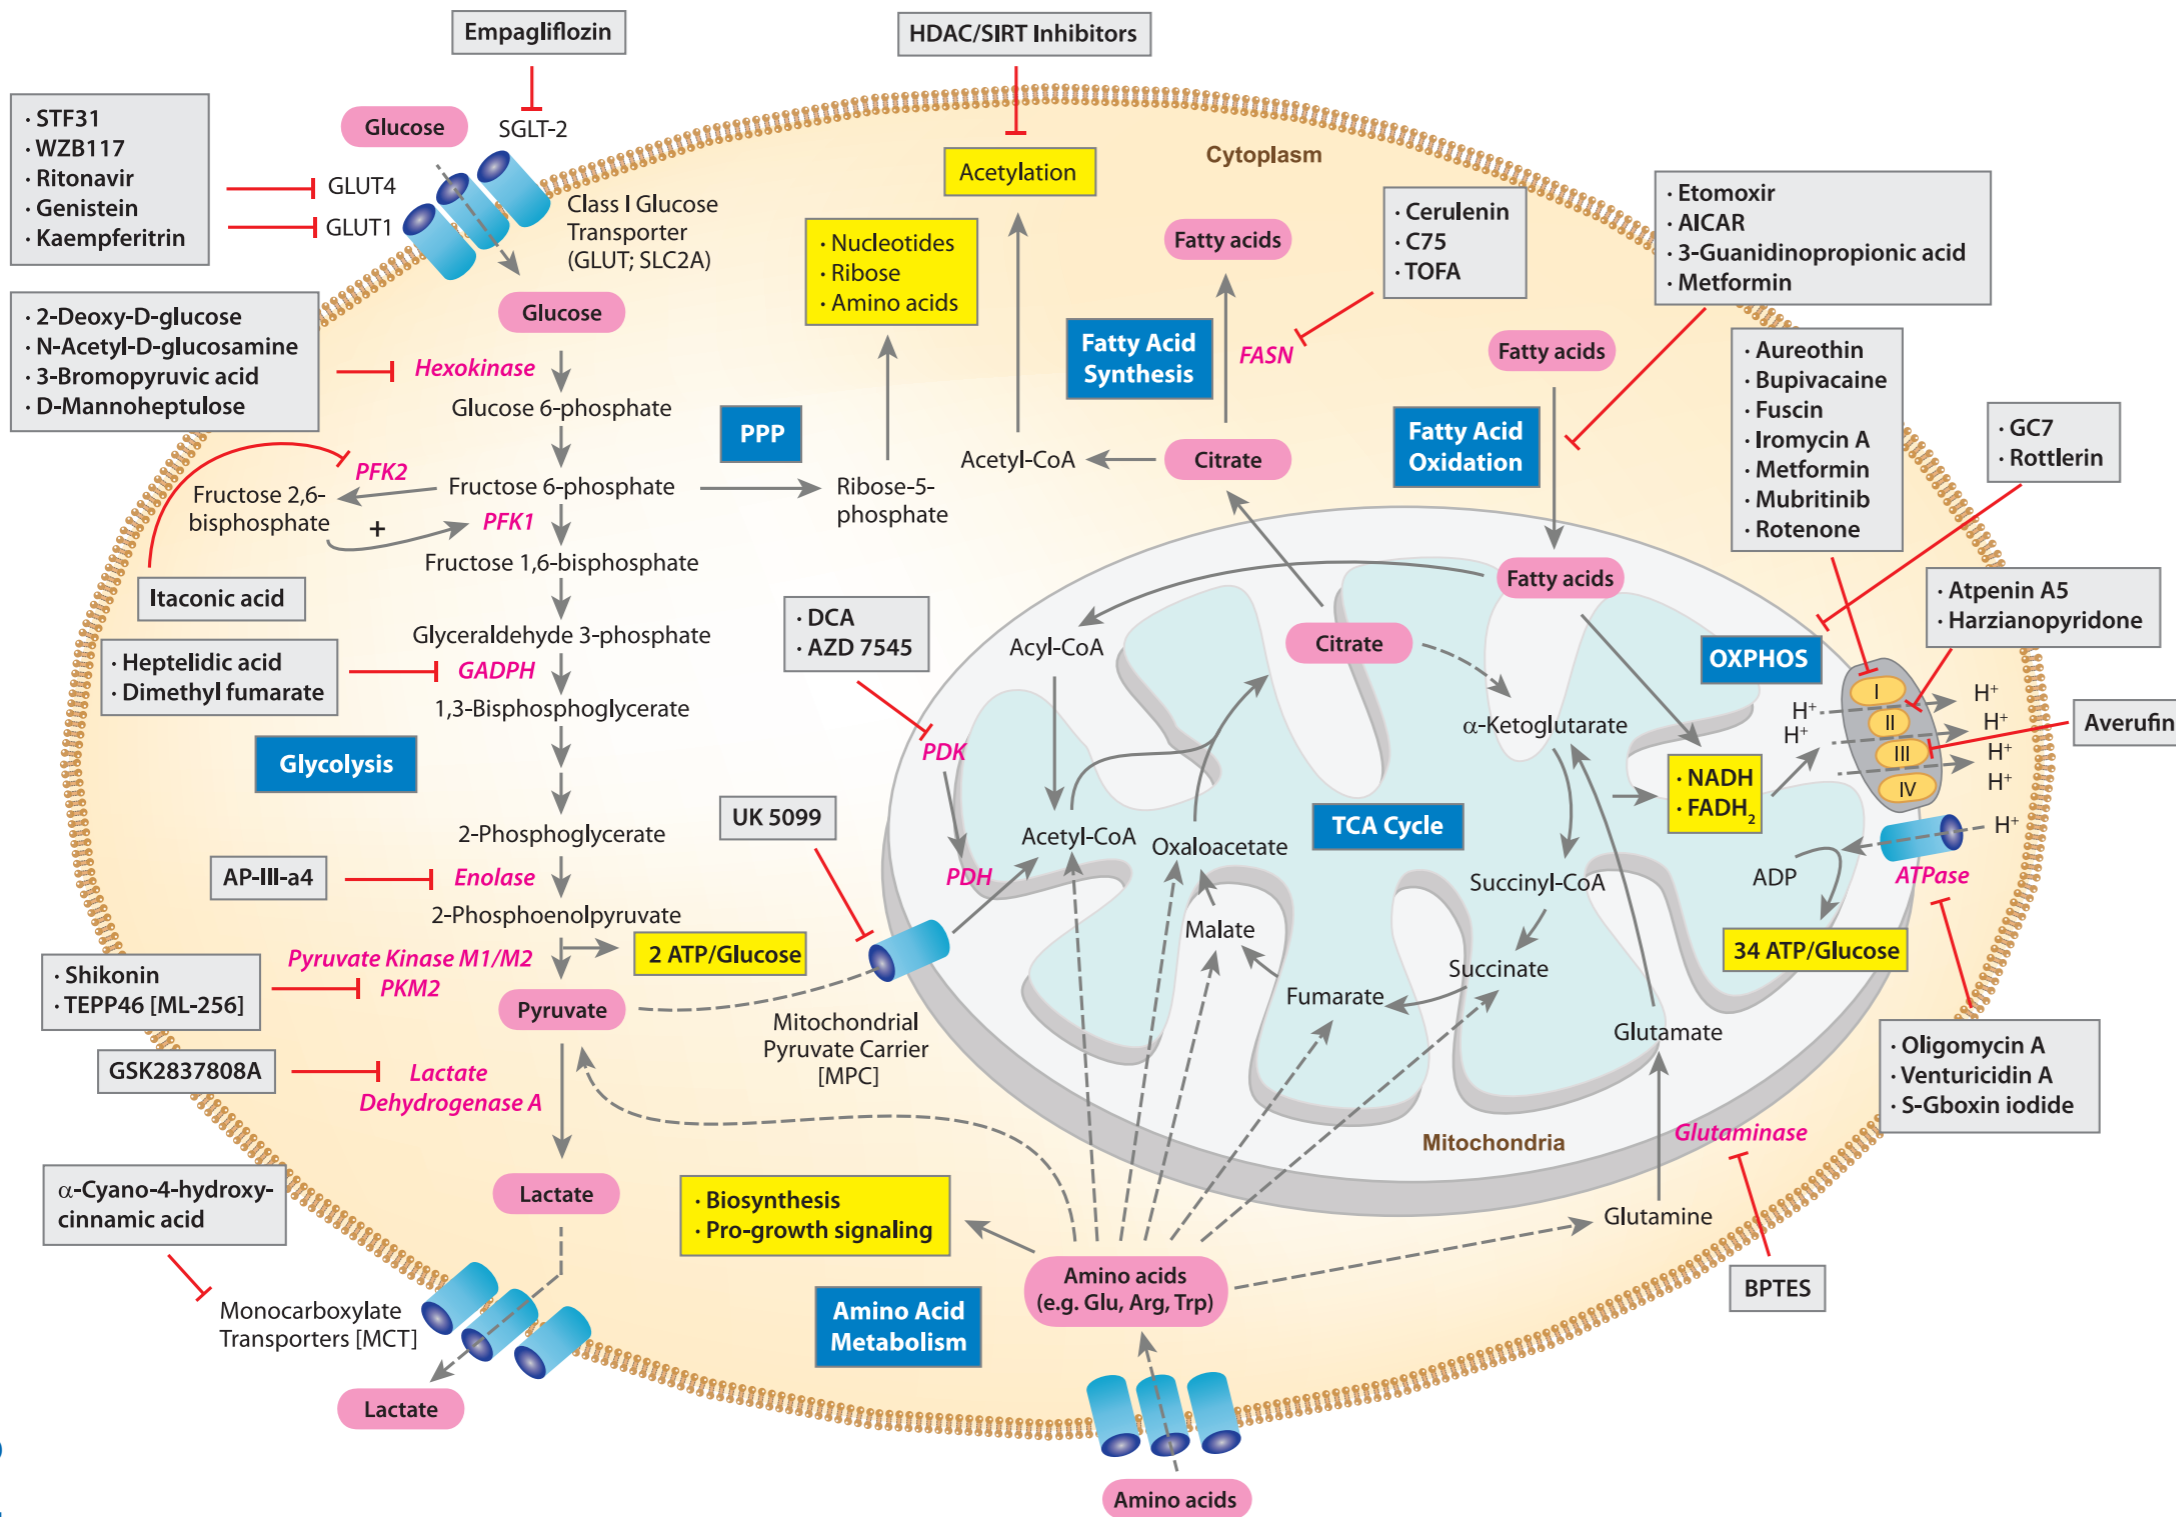 Empagliflozin
HDAC/SIRT Inhibitors
· STF31
· WZB117
· Ritonavir
· Genistein
· Kaempferitrin
Glucose
SGLT-2
GLUT4
GLUT1
Class I Glucose
Transporter
(GLUT; SLC2A)
Acetylation
Cytoplasm
· Nucleotides
· Ribose
· Amino acids
Fatty acids
· Cerulenin
· C75
· TOFA
· Etomoxir
· AICAR
· 3-Guanidinopropionic acid
· Metformin
· 2-Deoxy-D-glucose
· N-Acetyl-D-glucosamine
· 3-Bromopyruvic acid
· D-Mannoheptulose
Glucose
Hexokinase
Glucose 6-phosphate
Fatty Acid
Synthesis
FASN
Fatty acids
· Aureothin
· Bupivacaine
· Fuscin
· Iromycin A
· Metformin
· Mubritinib
· Rotenone
· GC7
· Rottlerin
PPP
Acetyl-CoA
Citrate
Fatty Acid
Oxidation
PFK2
Fructose 2,6-
bisphosphate
+
Fructose 6-phosphate
PFK1
Ribose-5-
phosphate
Fructose 1,6-bisphosphate
Itaconic acid
Fatty acids
· Atpenin A5
· Harzianopyridone
· DCA
· AZD 7545
Glyceraldehyde 3-phosphate
· Heptelidic acid
· Dimethyl fumarate
GADPH
1,3-Bisphosphoglycerate
Acyl-CoA
Citrate
OXPHOS
I
II
III
IV
H+
H+
H+
H+
H+
H+
H+
Averufin
Glycolysis
PDK
α-Ketoglutarate
· NADH
· FADH2
UK 5099
2-Phosphoglycerate
Acetyl-CoA
Oxaloacetate
TCA Cycle
AP-III-a4
Enolase
PDH
Succinyl-CoA
ADP
ATPase
2-Phosphoenolpyruvate
Malate
34 ATP/Glucose
Pyruvate Kinase M1/M2
PKM2
2 ATP/Glucose
· Shikonin
· TEPP46 [ML-256]
Pyruvate
Succinate
Fumarate
Mitochondrial
Pyruvate Carrier
[MPC]
Glutamate
· Oligomycin A
· Venturicidin A
· S-Gboxin iodide
GSK2837808A
Lactate
Dehydrogenase A
Mitochondria
Glutaminase
α-Cyano-4-hydroxy-
cinnamic acid
Lactate
· Biosynthesis
· Pro-growth signaling
Glutamine
Amino acids
(e.g. Glu, Arg, Trp)
BPTES
Monocarboxylate
Transporters [MCT]
Amino Acid
Metabolism
Lactate
Amino acids